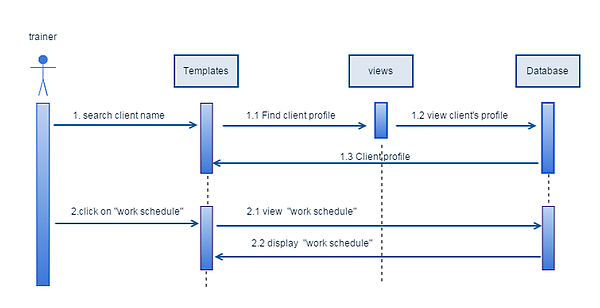 trainer
Templates
views
Database
1. search client name
1.1 Find client profile
1.2 view client's profile
1.3 Client profile
2.click on "work schedule"
2.1 view "work schedule"
2.2 display "work schedule"